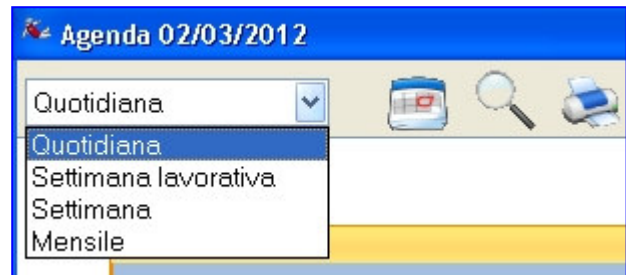 Agenda 02/03/2012
Quotidiana
Quotidiana
Settimana lavorativa
Settimana
Mensile